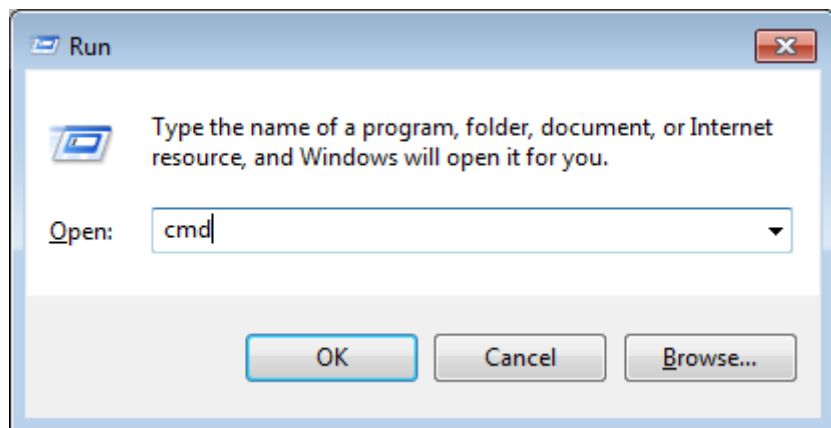 Run
Type the name of a program, folder, document, or Internet
resource, and Windows will open it for you.
Open: cmd
OK Cancel Browse...